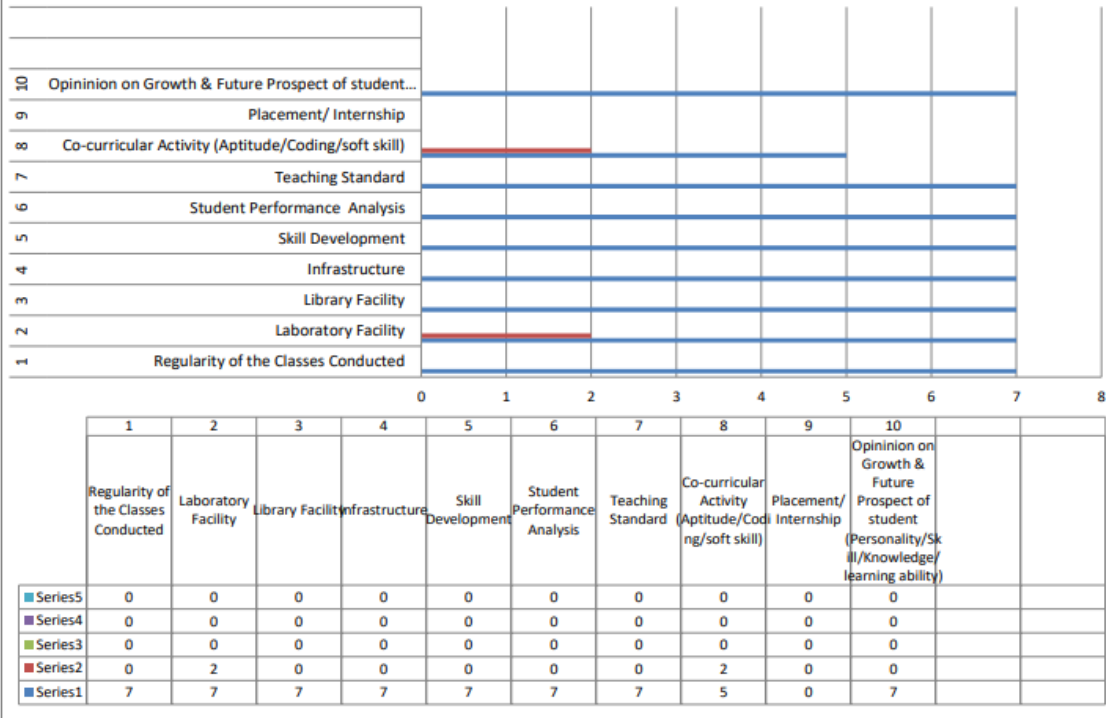 10 Opininion on Growth & Future Prospect of student...
9 Placement/ Internship
8 Co-curricular Activity (Aptitude/Coding/soft skill)
7 Teaching Standard
6 Student Performance Analysis
5 Skill Development
4 Infrastructure
3 Library Facility
2 Laboratory Facility
1 Regularity of the Classes Conducted
0 1 2 3 4 5 6 7 8
1 2 3 4 5 6 7 8 9 10
Regularity of
the Classes
Conducted
Laboratory
Facility
Library Facility
Infrastructure
Skill
Development
Student
Performance
Analysis
Teaching
Standard
Co-curricular
Activity
(Aptitude/Codi
ng/soft skill)
Placement/
Internship
Opininion on
Growth &
Future
Prospect of
student
(Personality/Sk
ill/Knowledge/
learning ability)
Series5 0 0 0 0 0 0 0 0 0 0
Series4 0 0 0 0 0 0 0 0 0 0
Series3 0 0 0 0 0 0 0 0 0 0
Series2 0 2 0 0 0 0 0 2 0 0
Series1 7 7 7 7 7 7 7 5 0 7